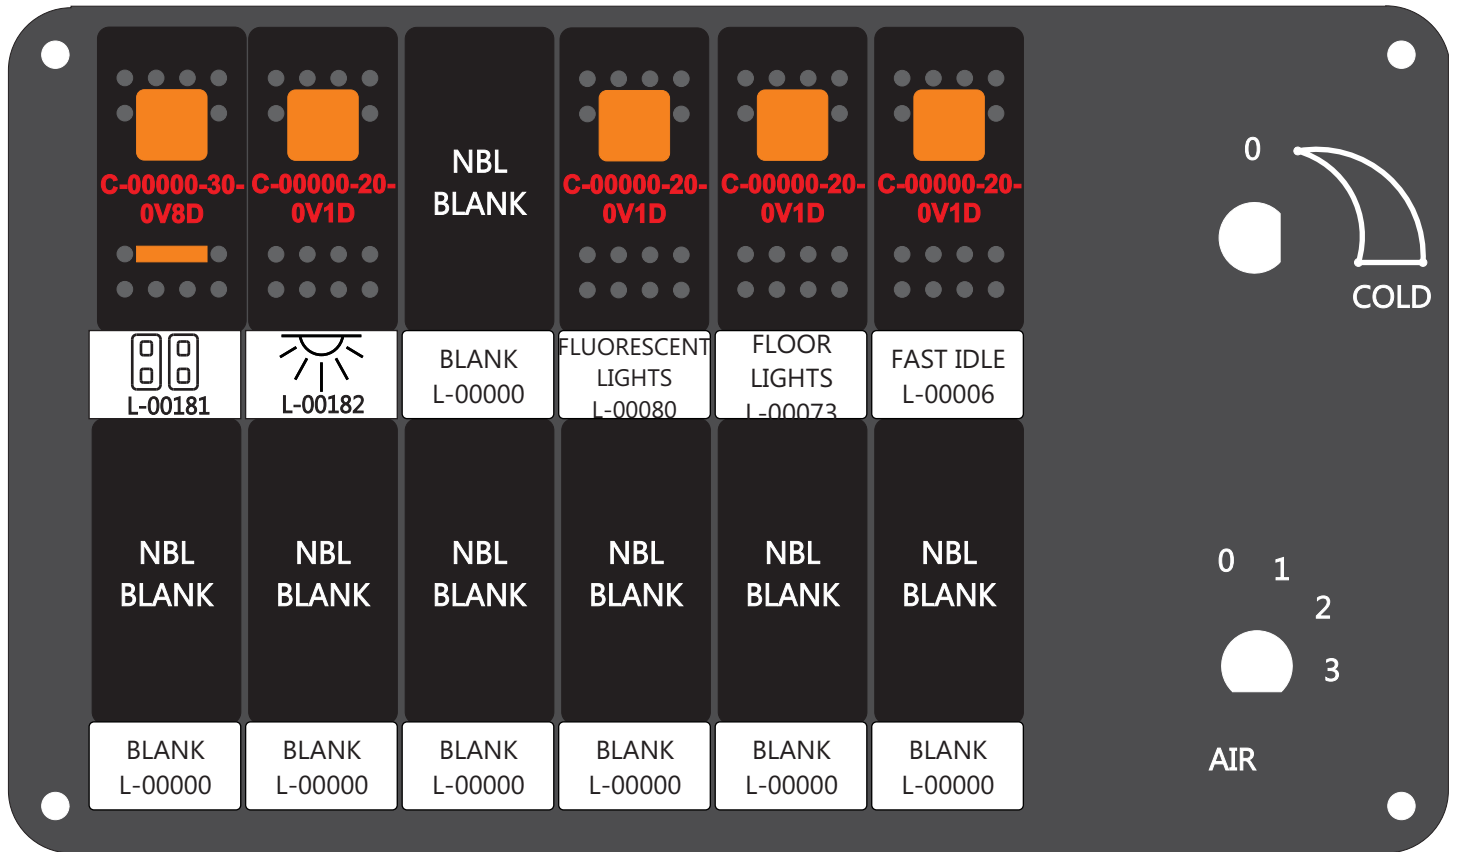 C-00000-30-
0V8D
C-00000-20-
0V1D
NBL
BLANK
C-00000-20-
0V1D
C-00000-20-
0V1D
C-00000-20-
0V1D
L-00181
L-00182
BLANK
L-00000
FLUORESCENT
LIGHTS
L-00080
FLOOR
LIGHTS
L-00073
FAST IDLE
L-00006
NBL
BLANK
NBL
BLANK
NBL
BLANK
NBL
BLANK
NBL
BLANK
NBL
BLANK
BLANK
L-00000
BLANK
L-00000
BLANK
L-00000
BLANK
L-00000
BLANK
L-00000
BLANK
L-00000
0
COLD
0
1
2
3
AIR